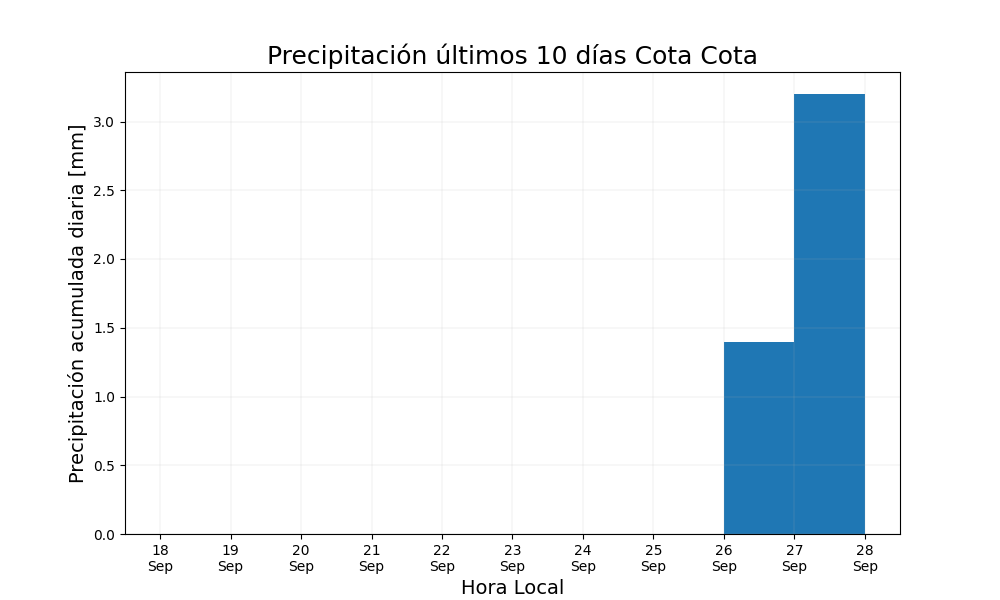 Precipitación últimos 10 días Cota Cota
Precipitación acumulada diaria [mm]
3.0
2.5
2.0
1.5
1.0
0.5
0.0
18 19 20 21 22 23 24 25 26 27 28
Sep Sep Sep Sep Sep Sep Sep Sep Sep Sep Sep
Hora Local